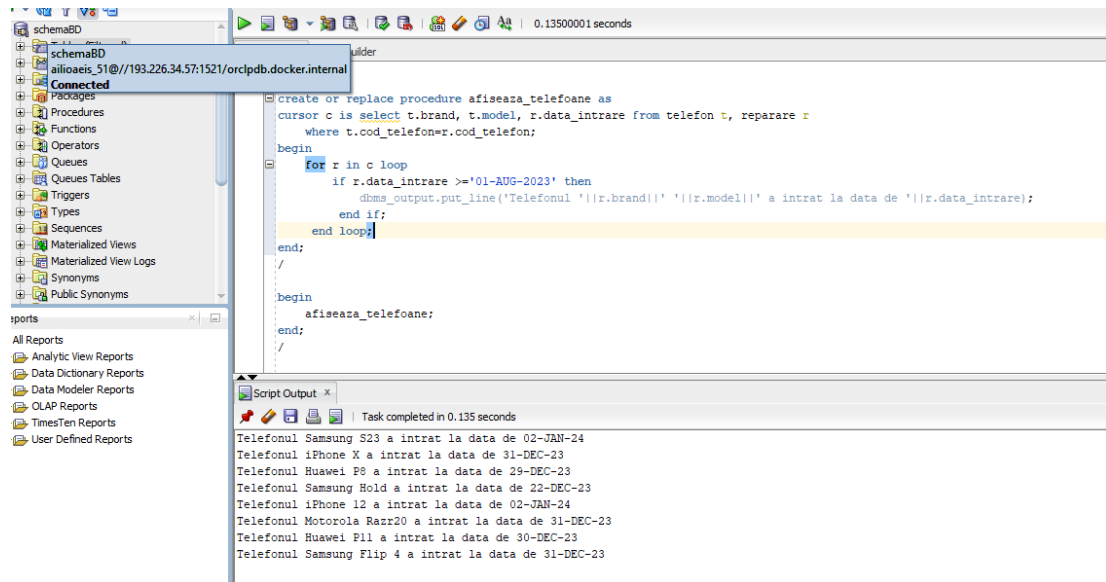 schemaBD
schemaBD
ailioaeis_51@//193.226.34.57:1521/orclpdb.docker.internal
Connected
Packages
Procedures
Functions
Operators
Queues
Queues Tables
Triggers
Types
Sequences
Materialized Views
Materialized View Logs
Synonyms
Public Synonyms
eports
All Reports
Analytic View Reports
Data Dictionary Reports
Data Modeler Reports
OLAP Reports
TimesTen Reports
User Defined Reports
0.13500001 seconds
uilder
create or replace procedure afiseaza_telefoane as
cursor c is select t.brand, t.model, r.data_intrare from telefon t, reparare r
where t.cod_telefon=r.cod_telefon;
begin
for r in c loop
if r.data_intrare >='01-AUG-2023' then
dbms_output.put_line('Telefonul '||r.brand||' '||r.model||' a intrat la data de '||r.data_intrare);
end if;
end loop;
end;
/
begin
afiseaza_telefoane;
end;
/
Script Output
Task completed in 0.135 seconds
Telefonul Samsung S23 a intrat la data de 02-JAN-24
Telefonul iPhone X a intrat la data de 31-DEC-23
Telefonul Huawei P8 a intrat la data de 29-DEC-23
Telefonul Samsung Hold a intrat la data de 22-DEC-23
Telefonul iPhone 12 a intrat la data de 02-JAN-24
Telefonul Motorola Razr20 a intrat la data de 31-DEC-23
Telefonul Huawei P11 a intrat la data de 30-DEC-23
Telefonul Samsung Flip 4 a intrat la data de 31-DEC-23